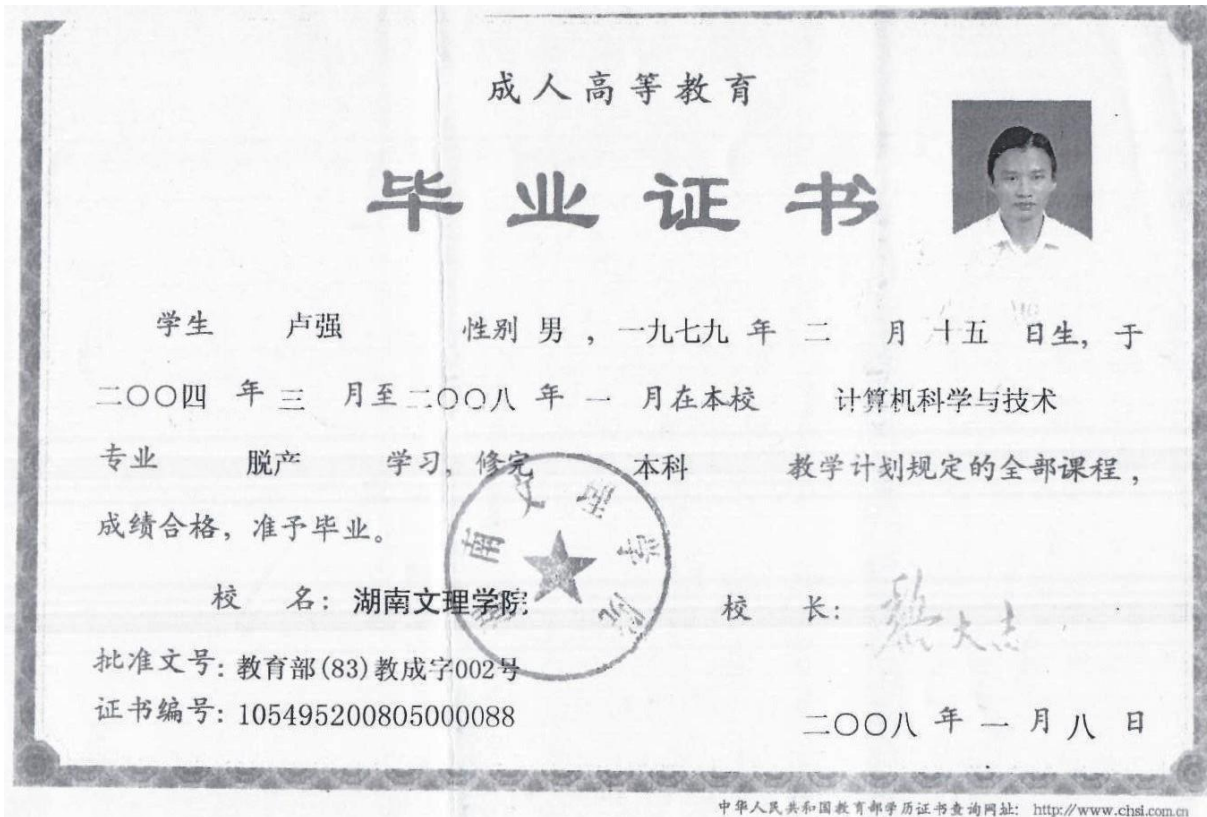 成人高等教育
毕业证书
学生 卢强 性别 男 , 一九七九 年 二 月 十五 日生, 于
二〇〇四 年 三 月至 二〇〇八 年 一 月在本校 计算机科学与技术
专业 脱产 学习, 修完 本科 教学计划规定的全部课程,
成绩合格, 准予毕业。
湖南文理学院
校 名: 湖南文理学院 校 长:
批准文号: 教育部(83)教成字002号
证书编号: 105495200805000088
二〇〇八 年 一 月 八 日
中华人民共和国教育部学历证书查询网址: http://www.chsi.com.cn